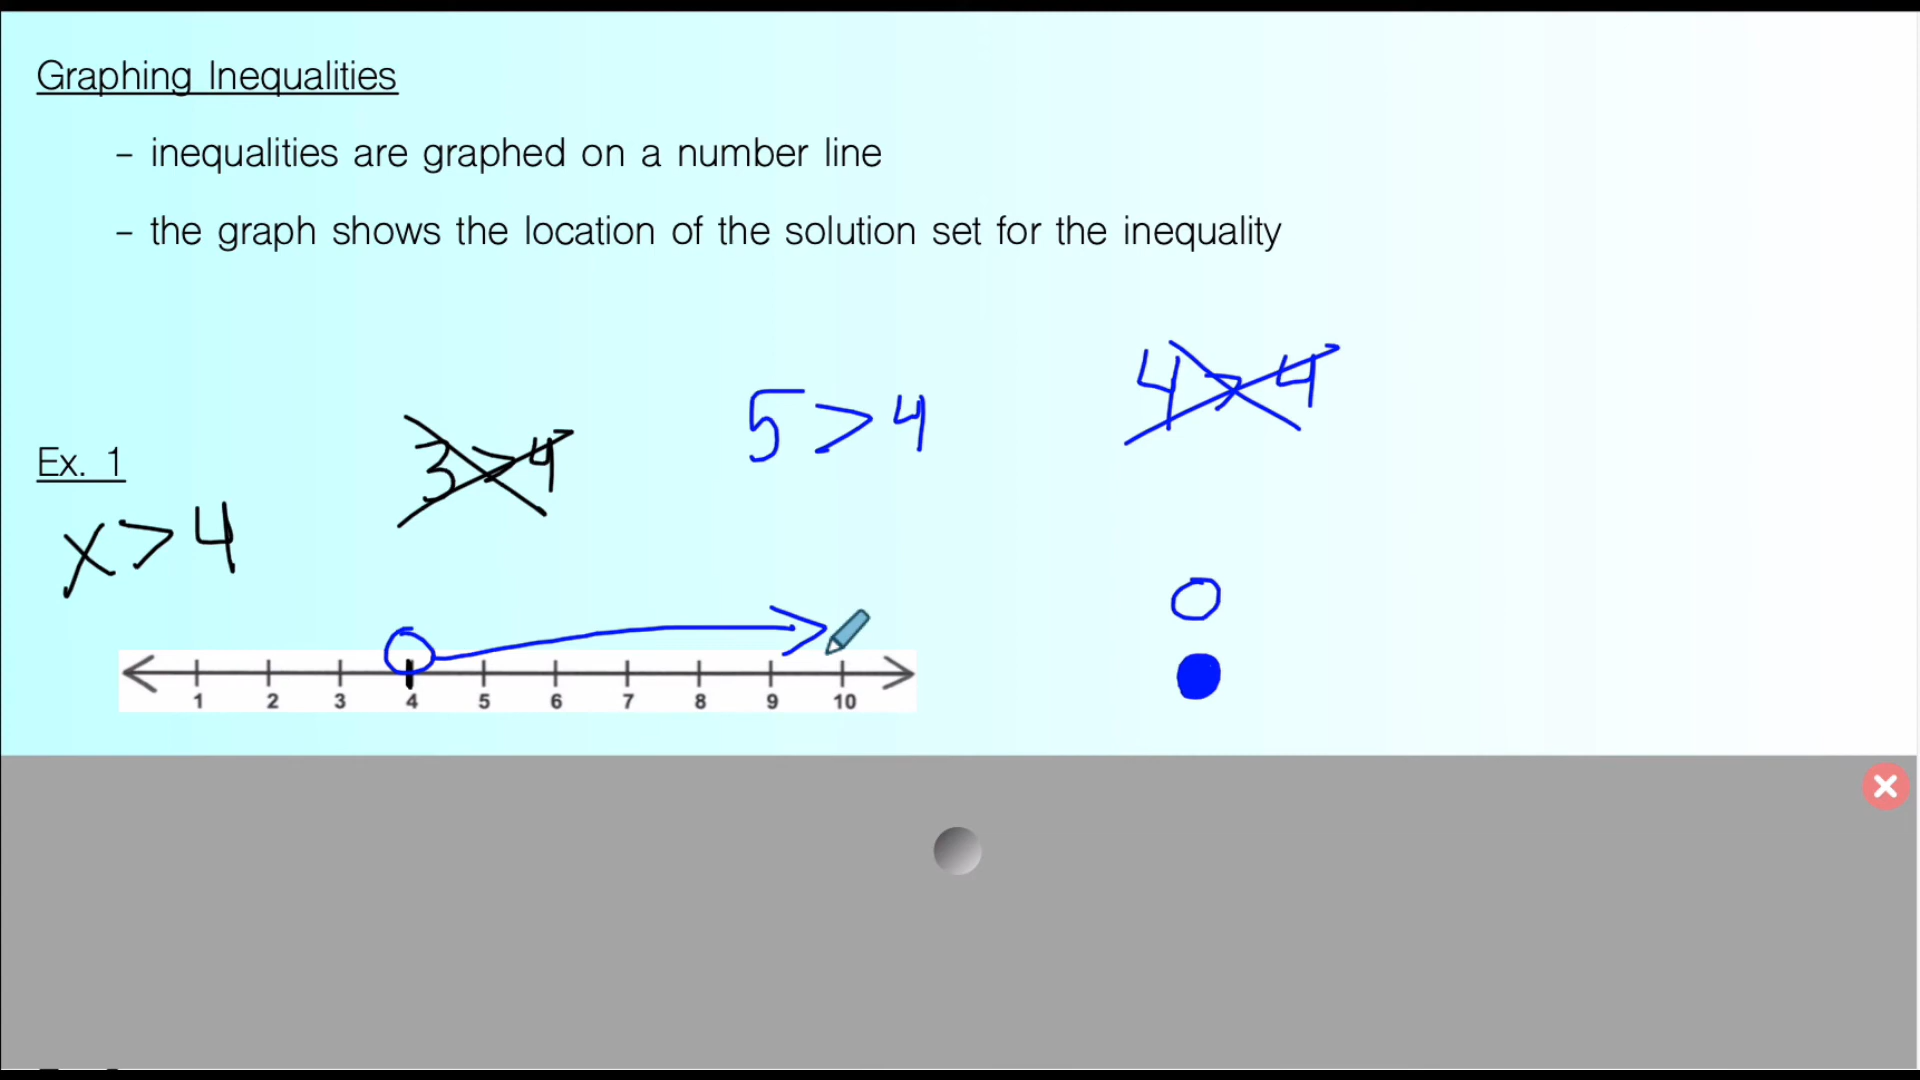 Graphing Inequalities
- inequalities are graphed on a number line
- the graph shows the location of the solution set for the inequality
4 > 4
5 > 4
3 > 4
Ex. 1
x > 4
1 2 3 4 5 6 7 8 9 10